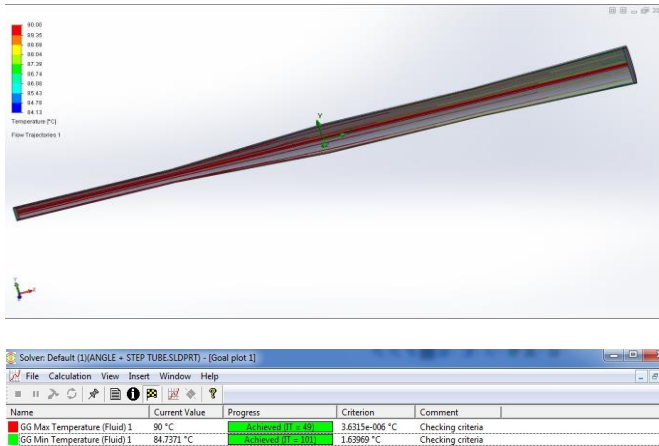 90.00
89.35
88.69
88.04
87.39
86.74
86.08
85.43
84.78
84.13
Temperature [°C]
Flow Trajectories 1
Y
Solver: Default (1)(ANGLE + STEP TUBE.SLDPRT) - [Goal plot 1]
File Calculation View Insert Window Help
Name Current Value Progress Criterion Comment
GG Max Temperature (Fluid) 1 90 °C Achieved (IT = 49) 3.6315e-006 °C Checking criteria
GG Min Temperature (Fluid) 1 84.7371 °C Achieved (IT = 101) 1.63969 °C Checking criteria